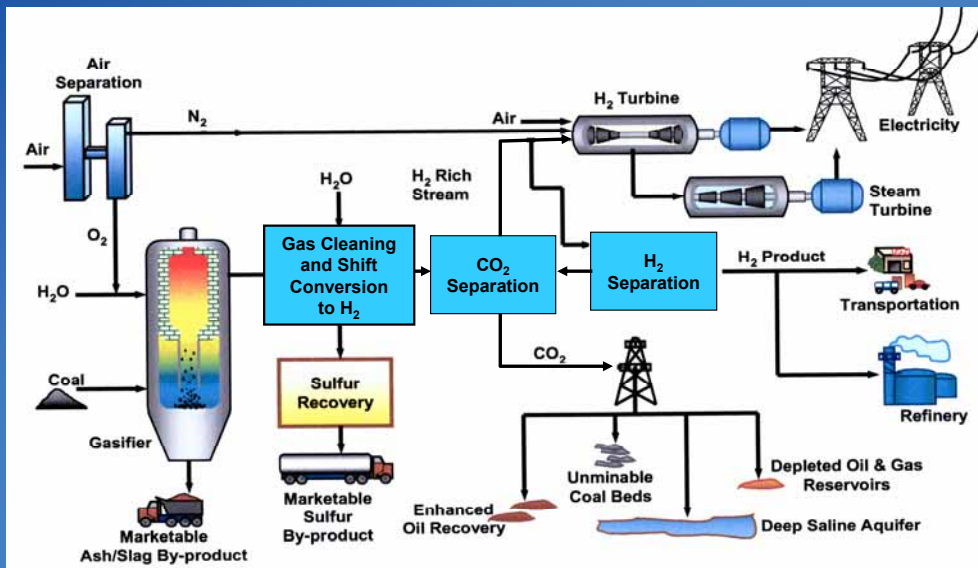 Air
Separation
N2
Air
H2 Turbine
Electricity
Air
H2O
H2 Rich
Stream
Steam
Turbine
O2
Gas Cleaning
and Shift
Conversion
to H2
CO2
Separation
H2
Separation
H2 Product
Transportation
H2O
CO2
Coal
Sulfur
Recovery
Refinery
Gasifier
Marketable
Sulfur
By-product
Unminable
Coal Beds
Depleted Oil & Gas
Reservoirs
Enhanced
Oil Recovery
Deep Saline Aquifer
Marketable
Ash/Slag By-product